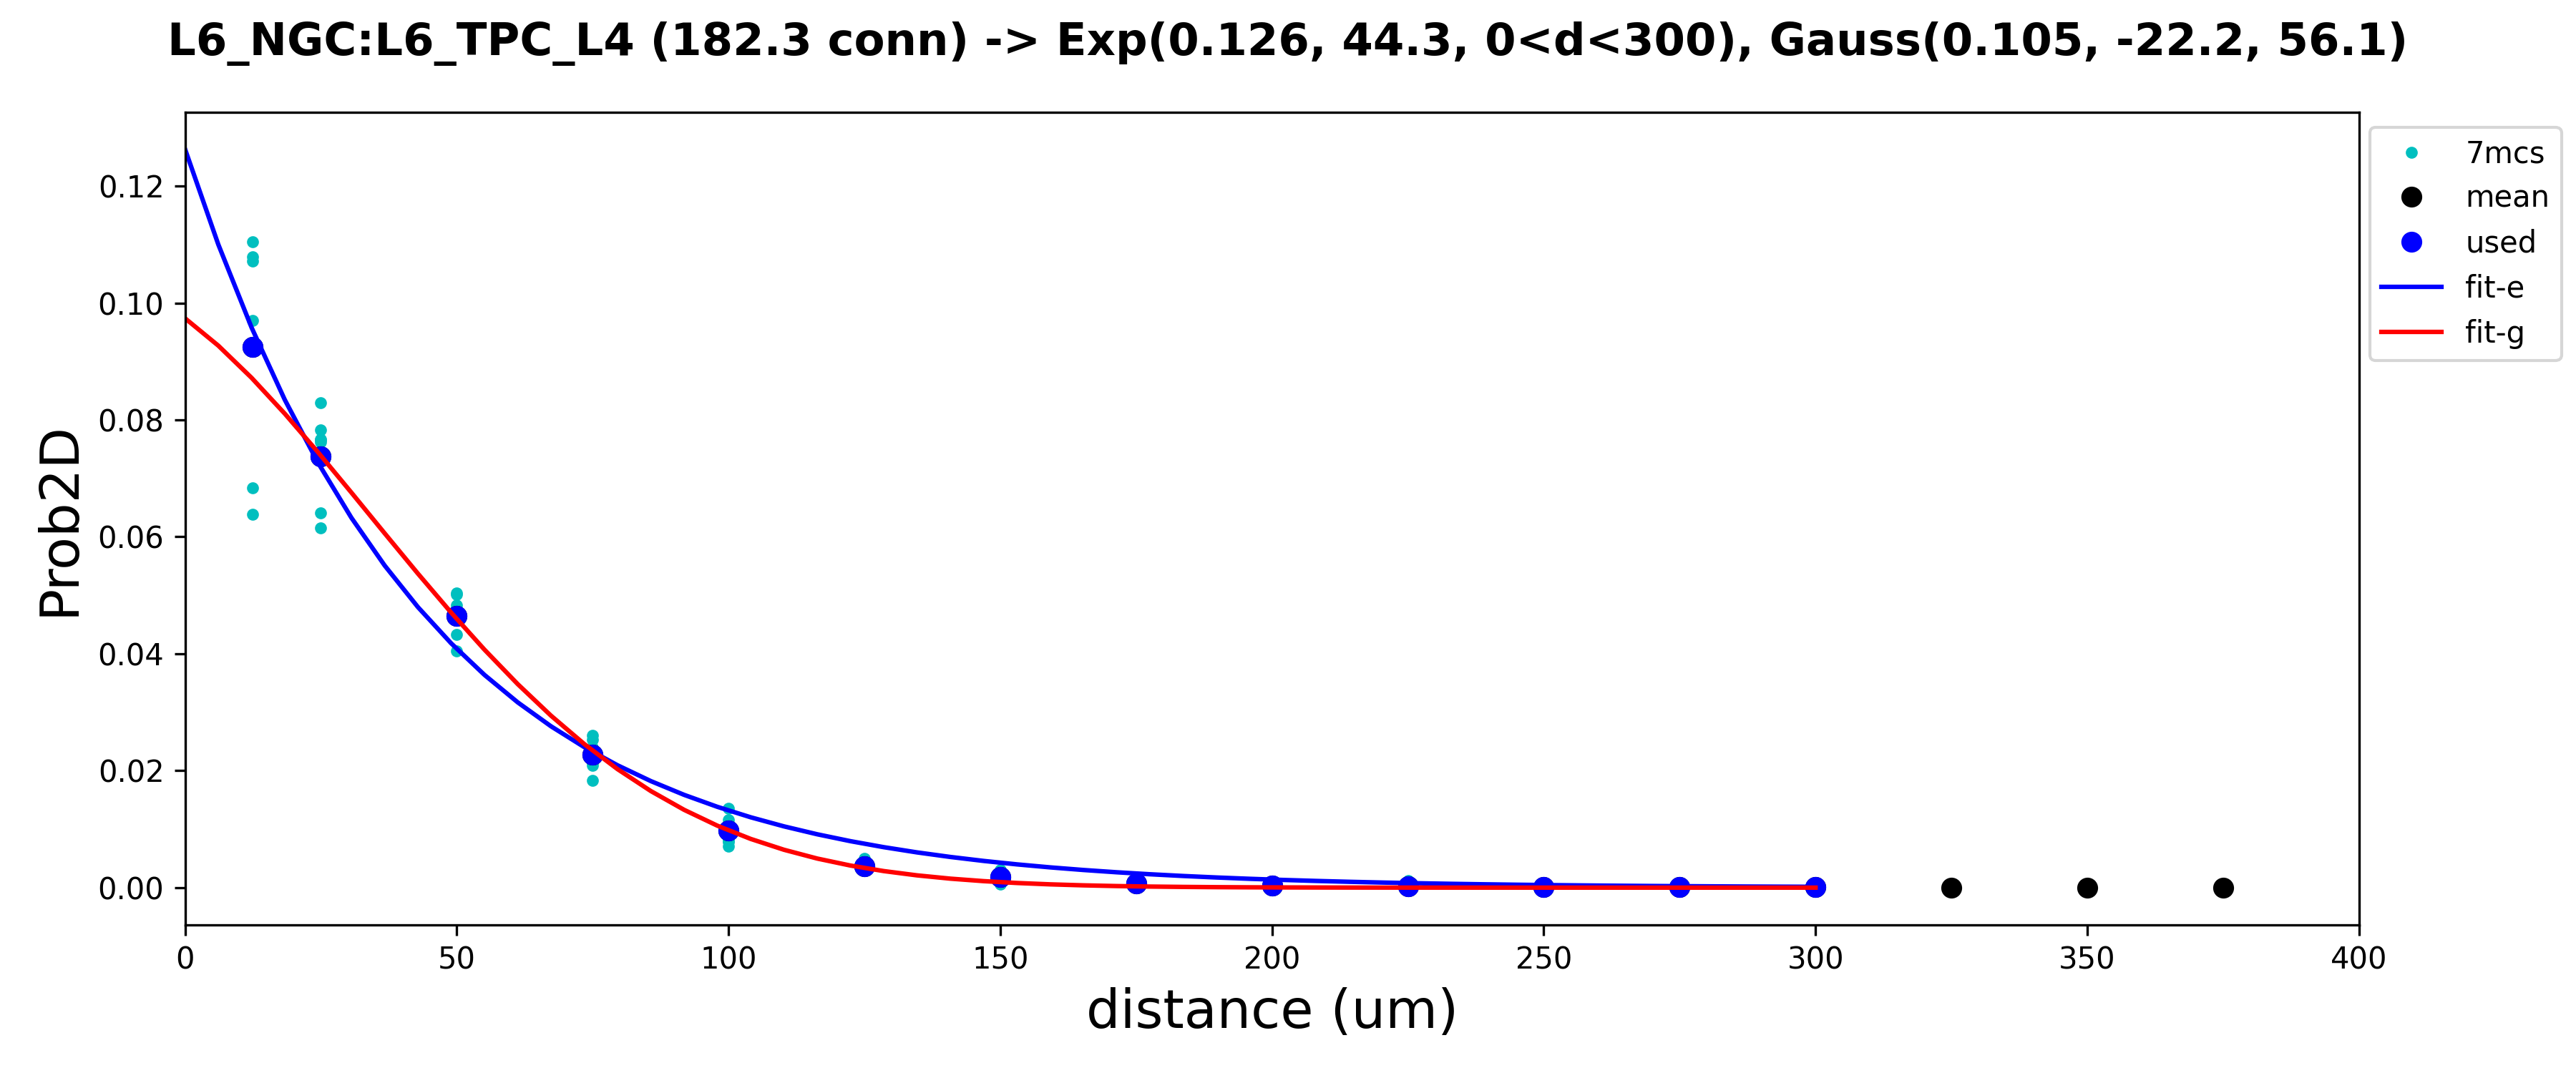 L6_NGC:L6_TPC_L4 (182.3 conn) -> Exp(0.126, 44.3, 0<d<300), Gauss(0.105, -22.2, 56.1)
7mcs
mean
used
fit-e
fit-g
Prob2D
0.12
0.10
0.08
0.06
0.04
0.02
0.00
0 50 100 150 200 250 300 350 400
distance (um)